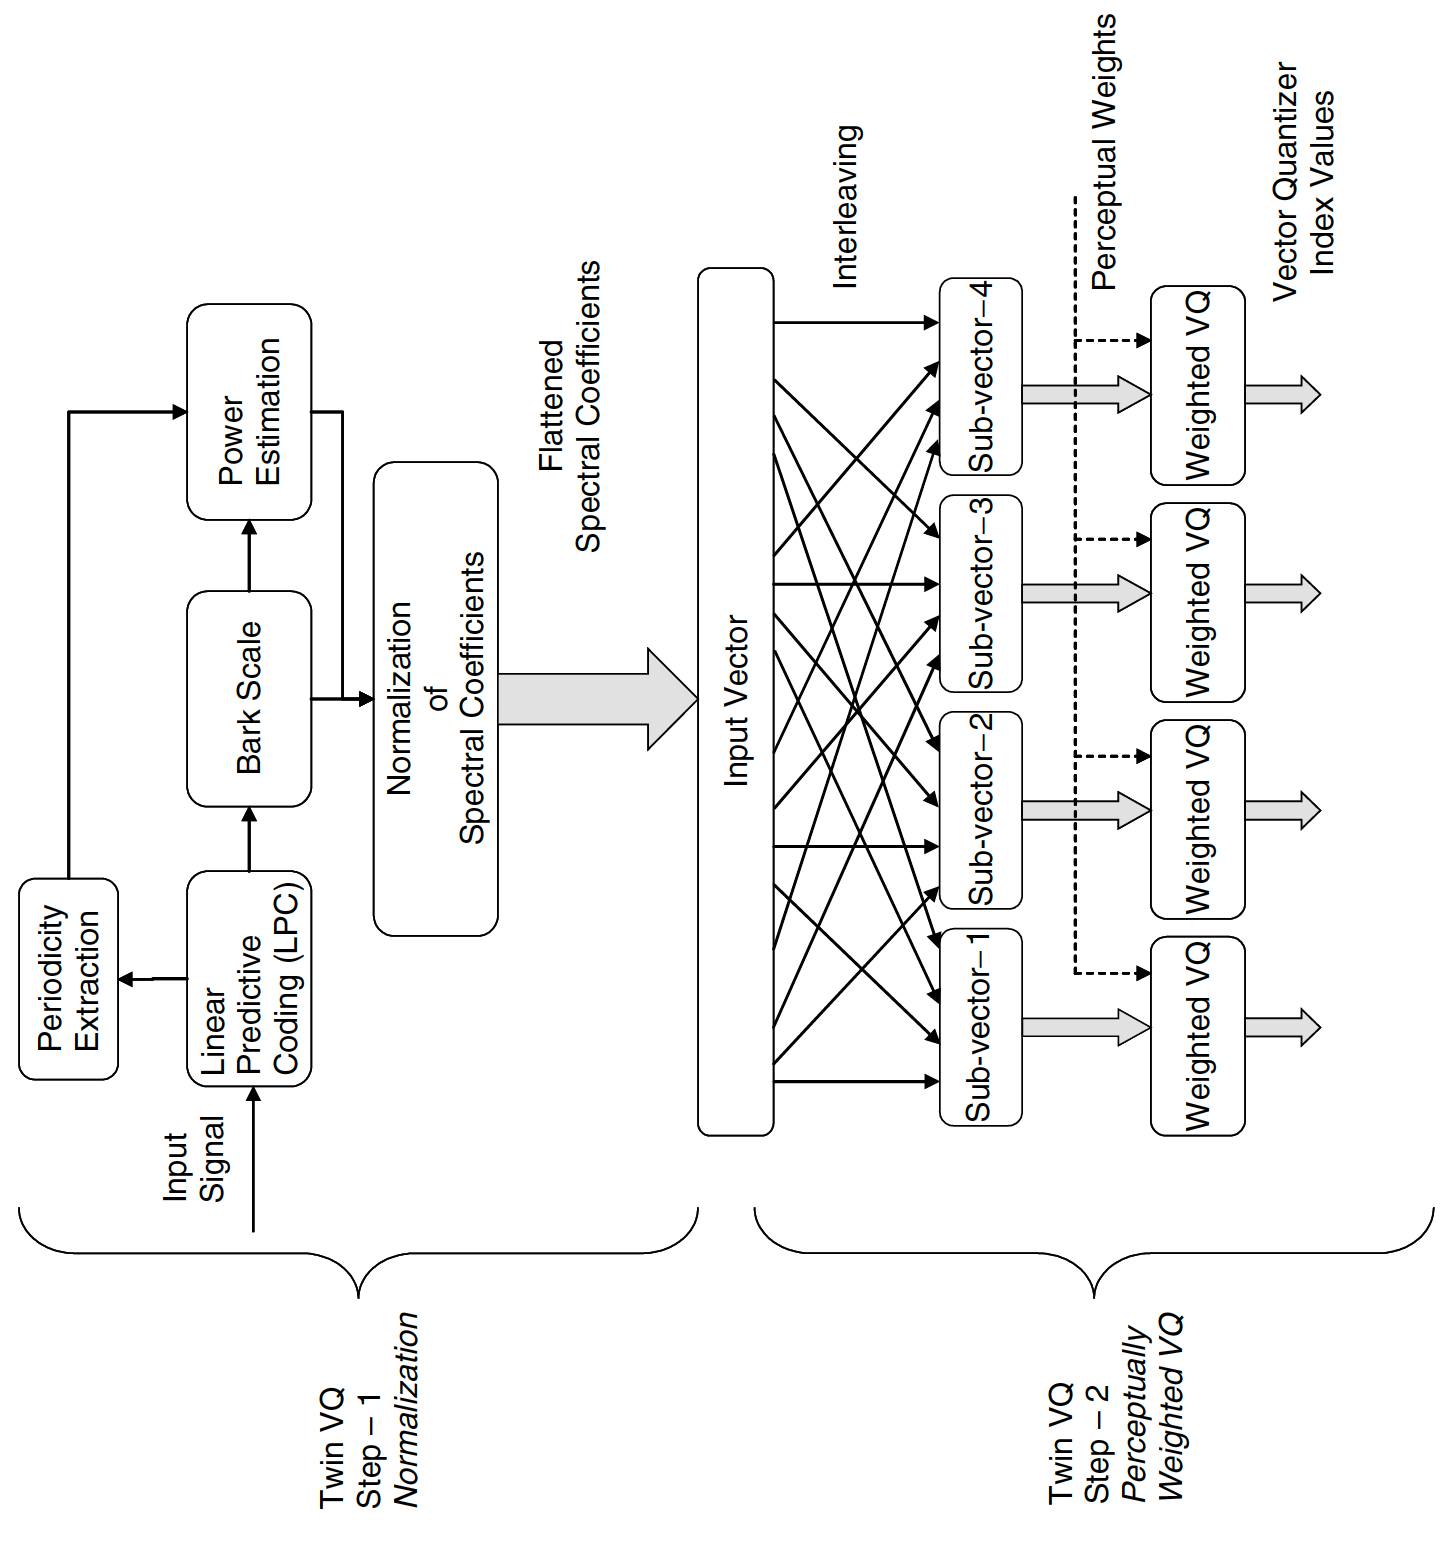 Twin VQ
Step – 1
Normalization
Input
Signal
Periodicity
Extraction
Linear
Predictive
Coding (LPC)
Bark Scale
Power
Estimation
Normalization
of
Spectral Coefficients
Flattened
Spectral Coefficients
Twin VQ
Step – 2
Perceptually
Weighted VQ
Input Vector
Interleaving
Sub-vector–1
Sub-vector–2
Sub-vector–3
Sub-vector–4
Perceptual Weights
Weighted VQ
Weighted VQ
Weighted VQ
Weighted VQ
Vector Quantizer
Index Values